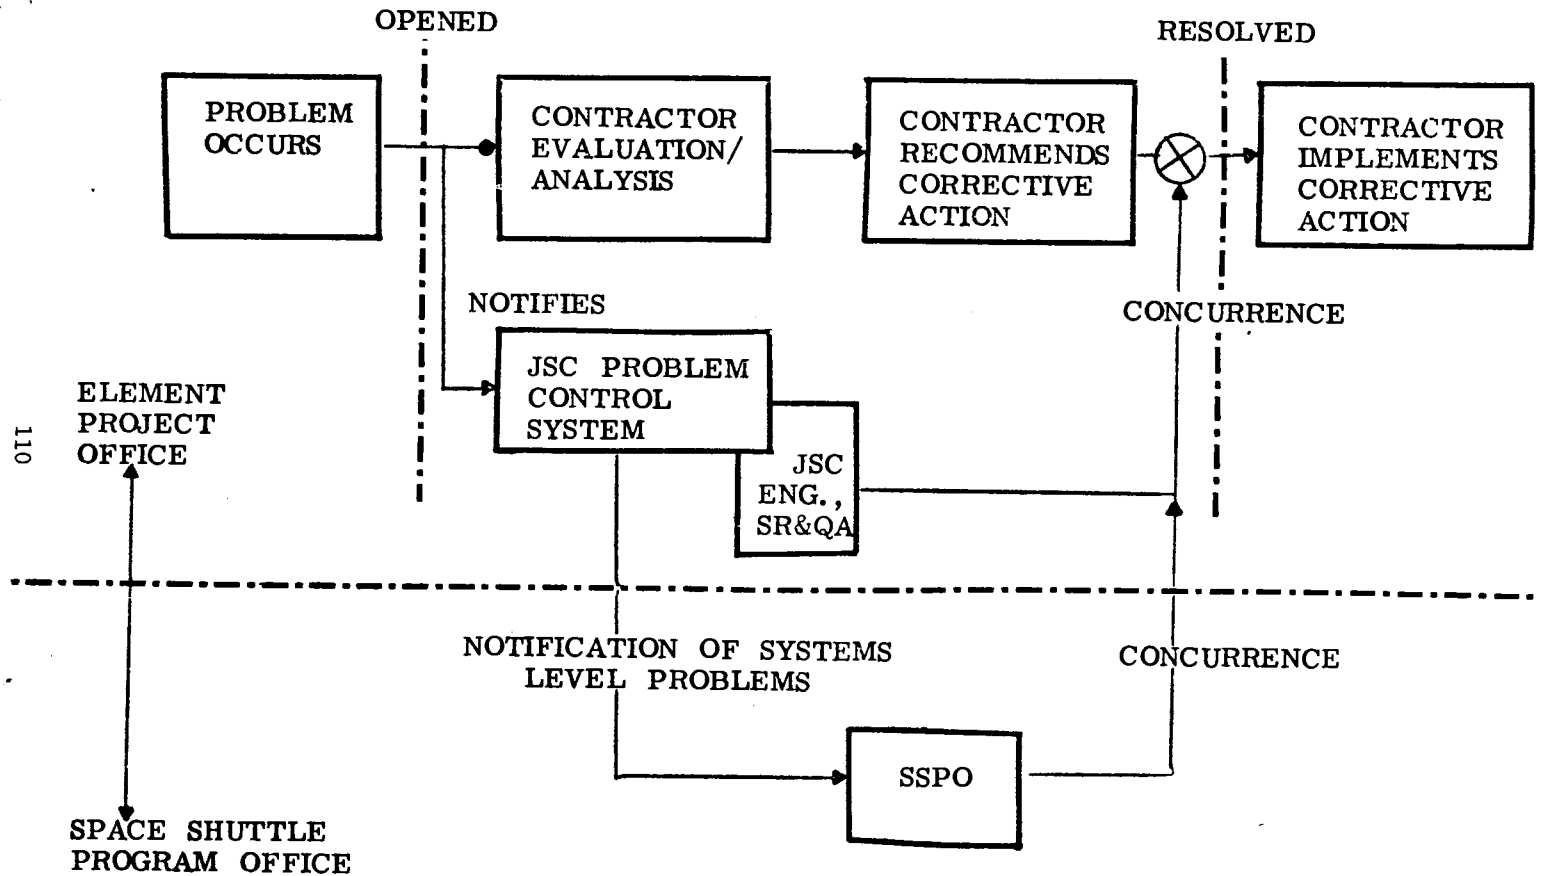 OPENED
RESOLVED
PROBLEM
OCCURS
CONTRACTOR
EVALUATION/
ANALYSIS
CONTRACTOR
RECOMMENDS
CORRECTIVE
ACTION
CONTRACTOR
IMPLEMENTS
CORRECTIVE
ACTION
NOTIFIES
CONCURRENCE
JSC PROBLEM
CONTROL
SYSTEM
ELEMENT
PROJECT
OFFICE
110
JSC
ENG.,
SR&QA
NOTIFICATION OF SYSTEMS
LEVEL PROBLEMS
CONCURRENCE
SSPO
SPACE SHUTTLE
PROGRAM OFFICE